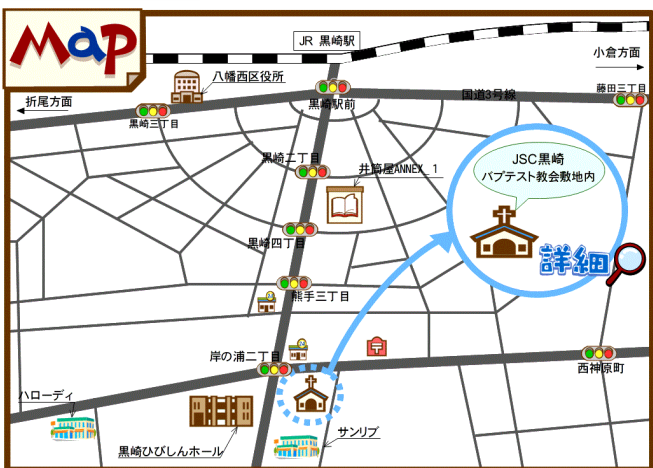 Map
JR 黒崎駅
小倉方面
折尾方面
八幡西区役所
黒崎駅前
国道3号線
藤田三丁目
黒崎三丁目
黒崎二丁目
井筒屋ANNEX_1
JSC黒崎
バプテスト教会敷地内
黒崎四丁目
詳細
熊手三丁目
岸の浦二丁目
西神原町
ハローディ
黒崎ひびしんホール
サンリブ